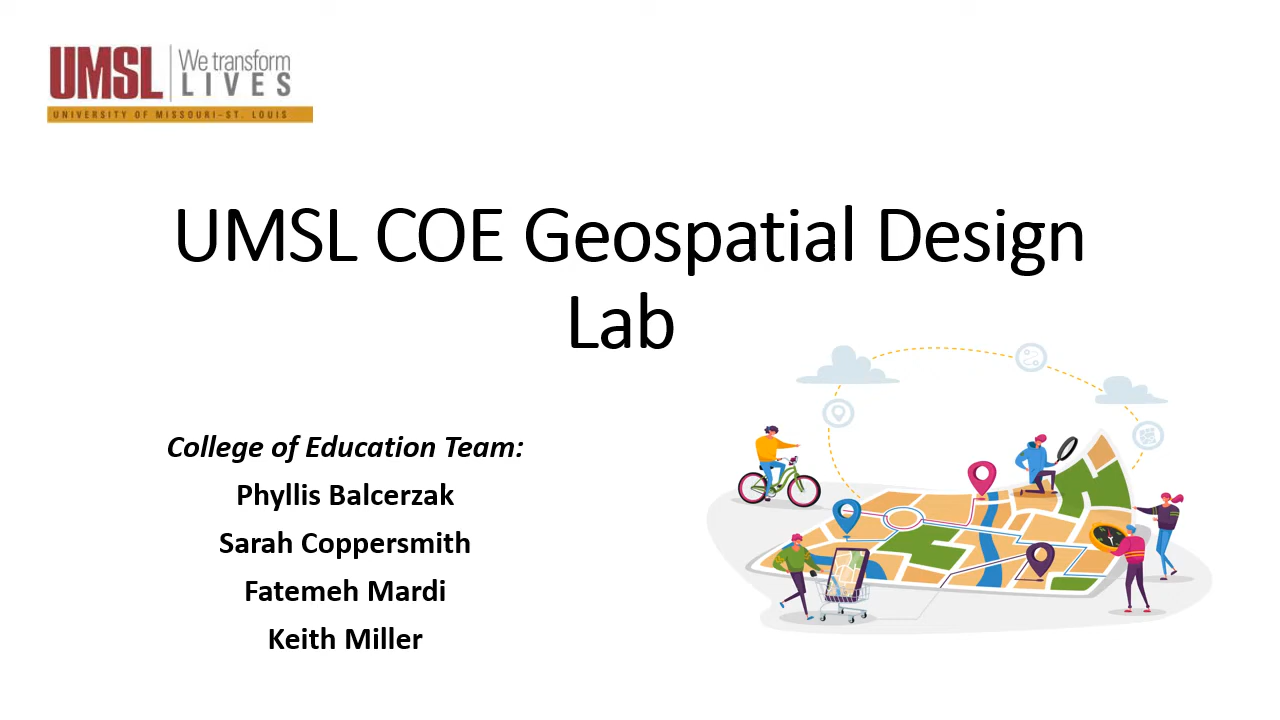 UMSL We transform
LIVES
UNIVERSITY OF MISSOURI-ST. LOUIS
UMSL COE Geospatial Design
Lab
College of Education Team:
Phyllis Balcerzak
Sarah Coppersmith
Fatemeh Mardi
Keith Miller